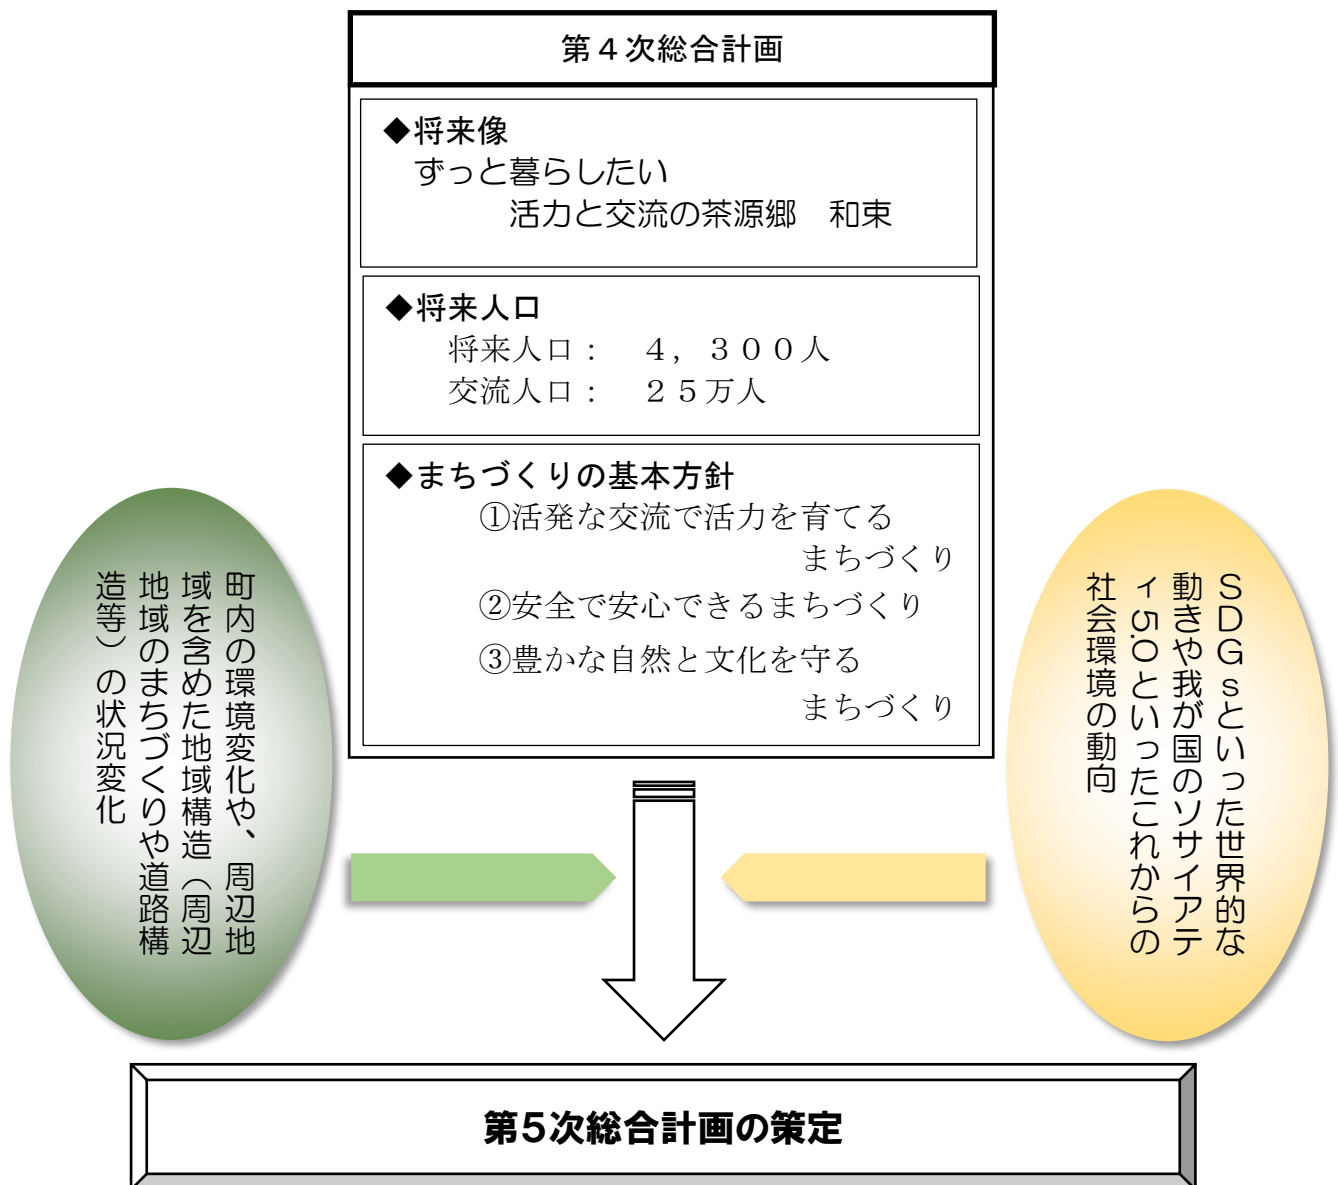 第４次総合計画
◆将来像
ずっと暮らしたい
活力と交流の茶源郷　和束
◆将来人口
将来人口：　４，３００人
交流人口：　２５万人
◆まちづくりの基本方針
①活発な交流で活力を育てる
まちづくり
②安全で安心できるまちづくり
③豊かな自然と文化を守る
まちづくり
町内の環境変化や、周辺地
域を含めた地域構造（周辺
地域のまちづくりや道路構
造等）の状況変化
ＳＤＧｓといった世界的な
動きや我が国のソサイアテ
ィ5.0といったこれからの
社会環境の動向
第5次総合計画の策定